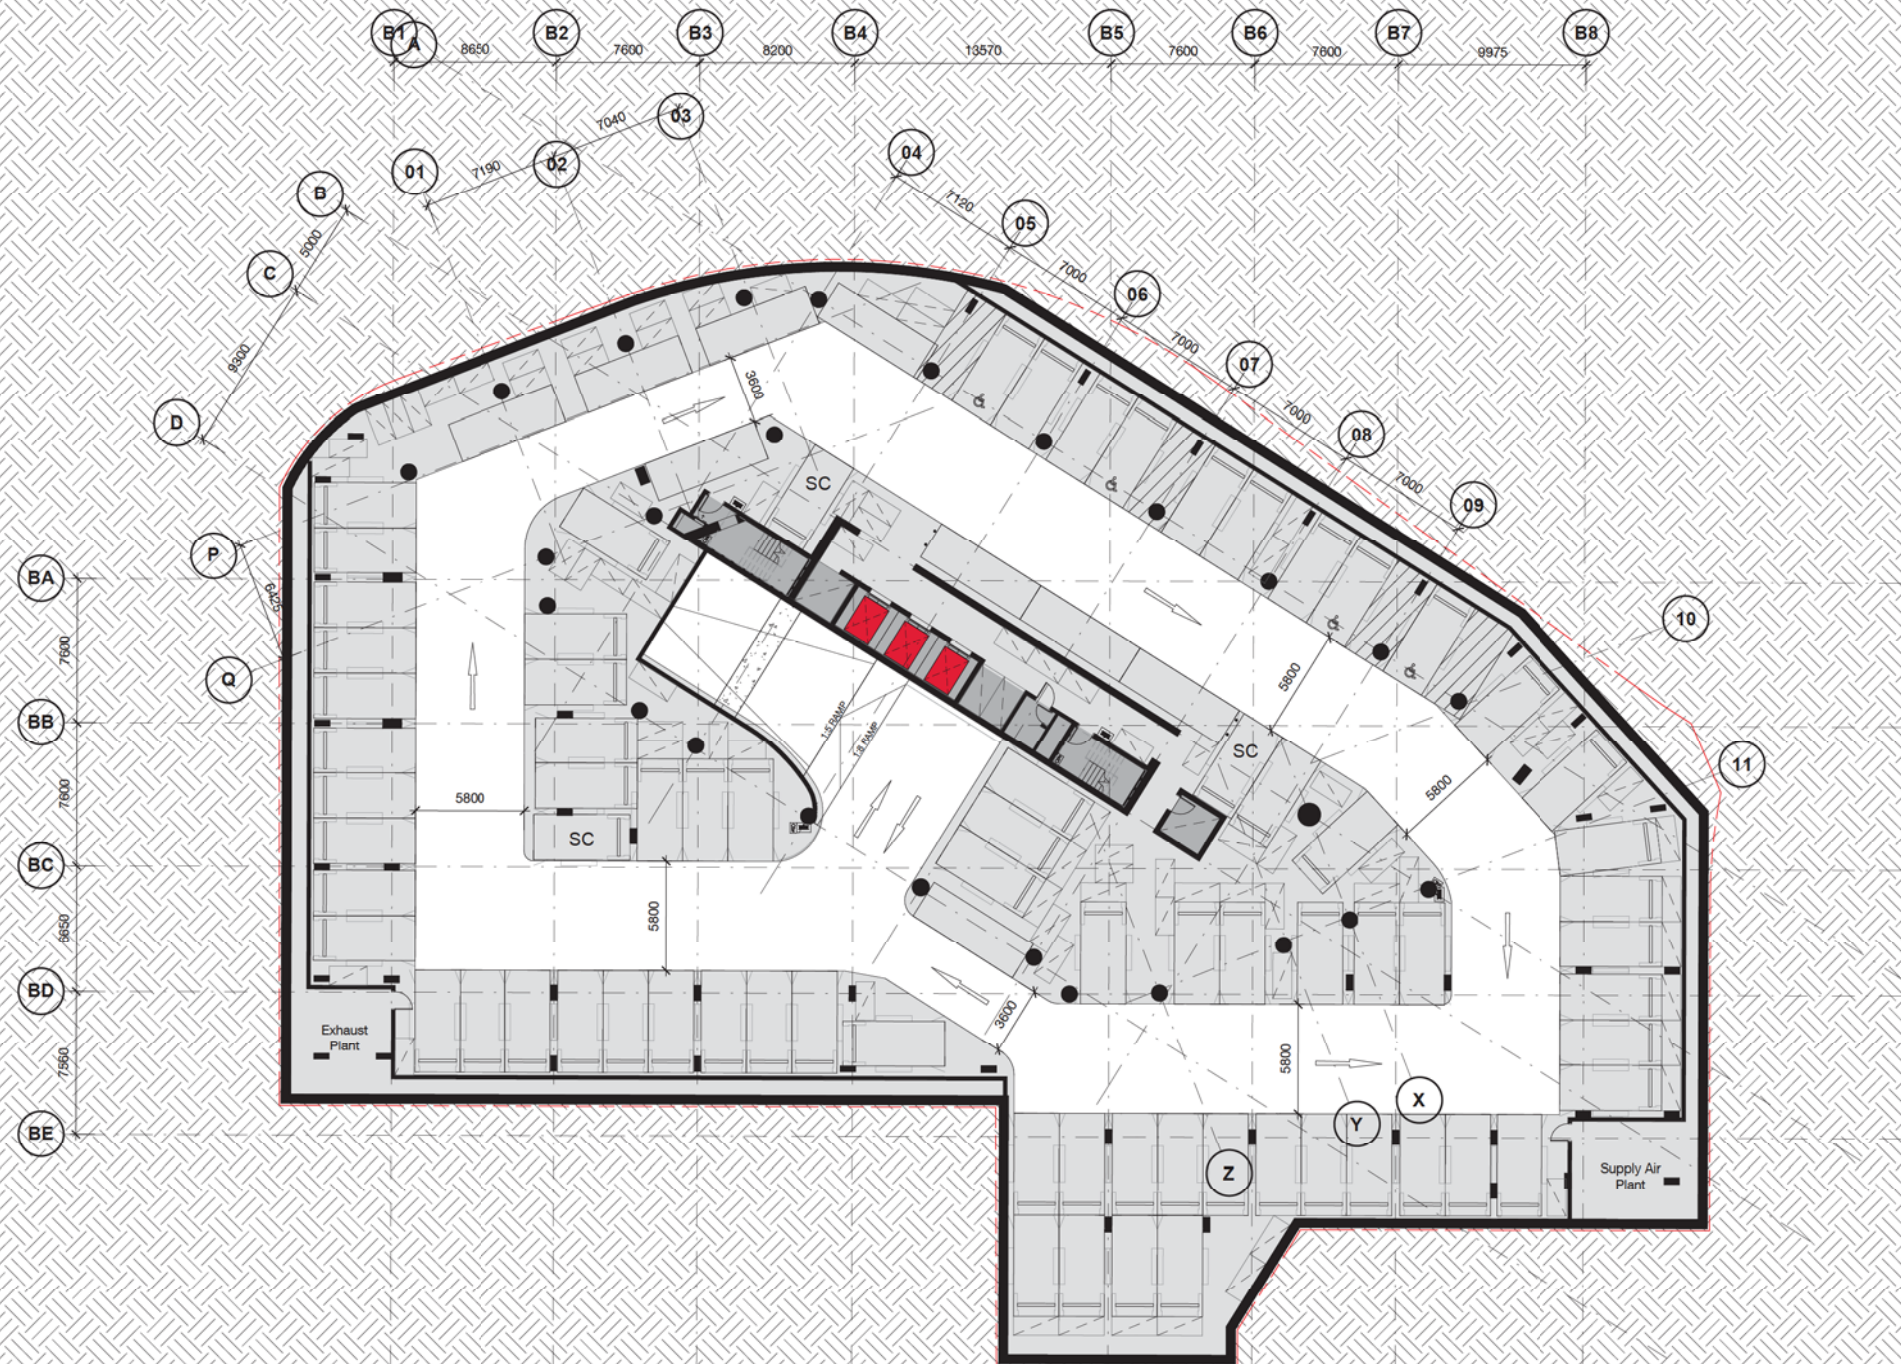 B1
A
B2
B3
B4
B5
B6
B7
B8
8650
7600
8200
13570
7600
7600
9975
03
7040
02
7190
01
04
7120
05
7000
06
7000
07
7000
08
7000
09
B
5000
C
9300
D
3600
SC
P
6425
BA
7600
Q
10
5800
BB
1:5 RAMP
1:8 RAMP
SC
11
7600
5800
5800
SC
BC
6650
5800
BD
3600
Exhaust
Plant
7560
5800
X
Y
BE
Z
Supply Air
Plant